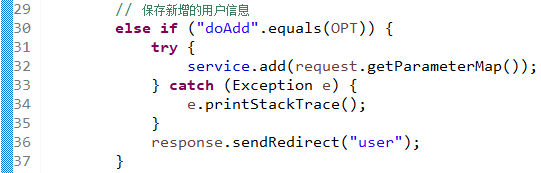 29 // 保存新增的用户信息
30 else if ("doAdd".equals(OPT)) {
31 try {
32 service.add(request.getParameterMap());
33 } catch (Exception e) {
34 e.printStackTrace();
35 }
36 response.sendRedirect("user");
37 }